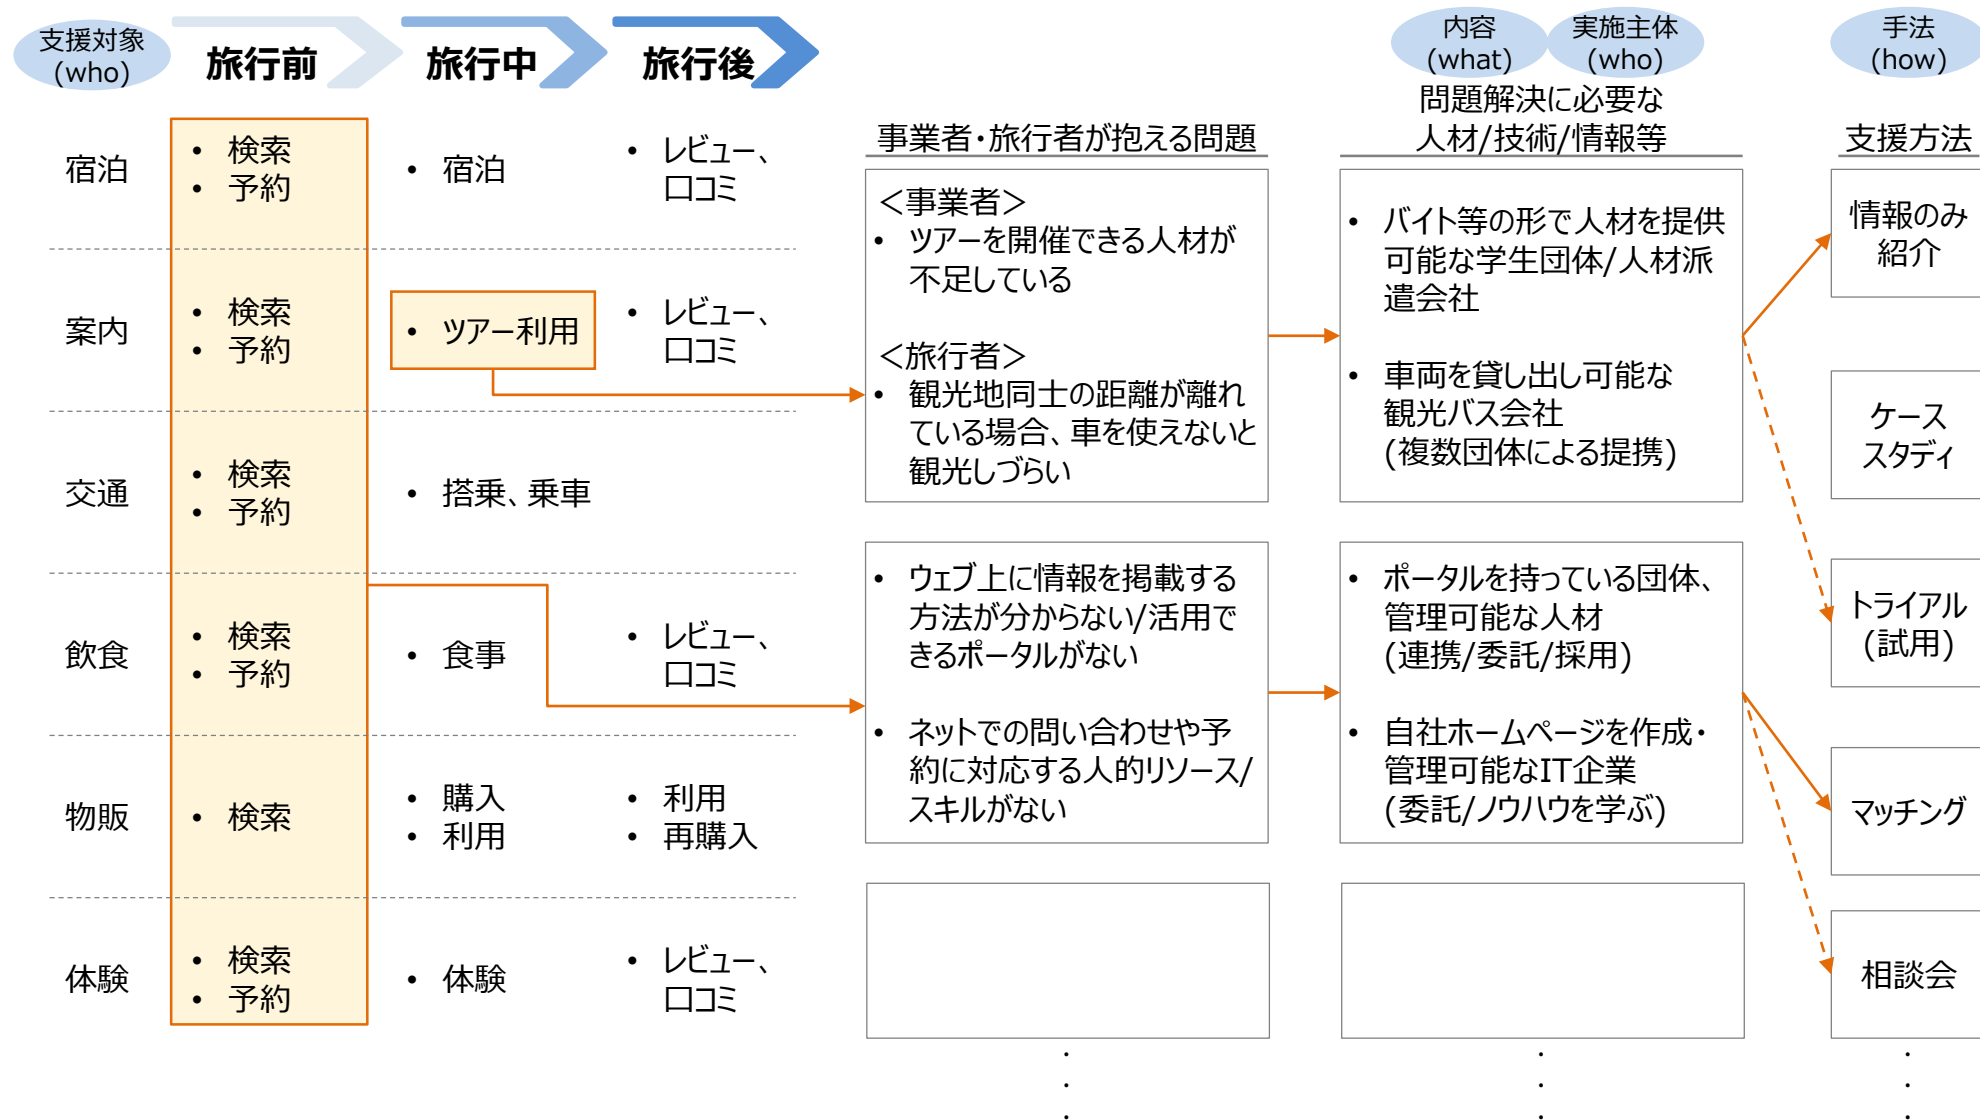 支援対象
(who)
旅行前
旅行中
旅行後
内容
(what)
実施主体
(who)
手法
(how)
事業者・旅行者が抱える問題
問題解決に必要な
人材/技術/情報等
支援方法
宿泊
• 検索
• 予約
• 宿泊
• レビュー、
口コミ
案内
• 検索
• 予約
• ツアー利用
• レビュー、
口コミ
交通
• 検索
• 予約
• 搭乗、乗車
飲食
• 検索
• 予約
• 食事
• レビュー、
口コミ
物販
• 検索
• 購入
• 利用
• 利用
• 再購入
体験
• 検索
• 予約
• 体験
• レビュー、
口コミ
＜事業者＞
• ツアーを開催できる人材が
不足している
＜旅行者＞
• 観光地同士の距離が離れ
ている場合、車を使えないと
観光しづらい
• バイト等の形で人材を提供
可能な学生団体/人材派
遣会社
• 車両を貸し出し可能な
観光バス会社
(複数団体による提携)
• ウェブ上に情報を掲載する
方法が分からない/活用で
きるポータルがない
• ネットでの問い合わせや予
約に対応する人的リソース/
スキルがない
• ポータルを持っている団体、
管理可能な人材
(連携/委託/採用)
• 自社ホームページを作成・
管理可能なIT企業
(委託/ノウハウを学ぶ)
情報のみ
紹介
ケース
スタディ
トライアル
(試用)
マッチング
相談会